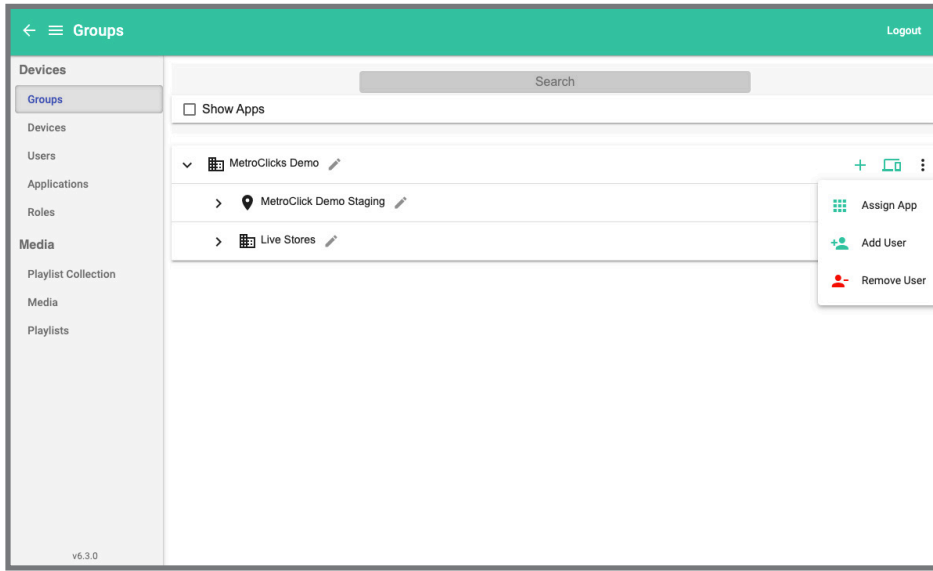 Groups
Logout
Devices
Groups
Devices
Users
Applications
Roles
Media
Playlist Collection
Media
Playlists
v6.3.0
Search
Show Apps
MetroClicks Demo
MetroClick Demo Staging
Live Stores
Assign App
Add User
Remove User